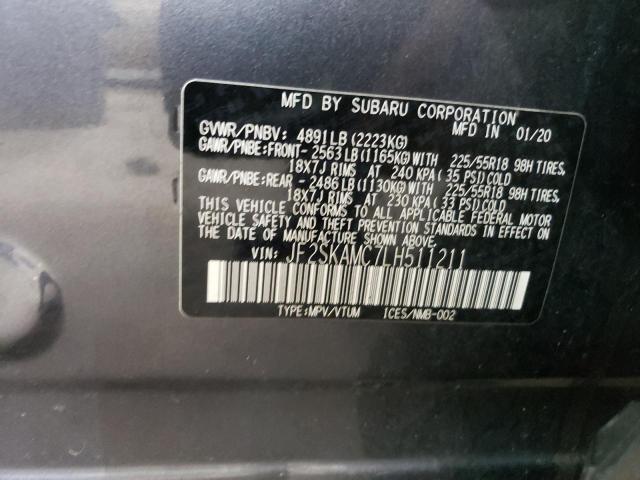 MFD BY SUBARU CORPORATION
MFD IN 01/20
GVWR/PNBV: 4891LB(2223KG)
GAWR/PNBE:FRONT-2563LB(1165KG)WITH 225/55R18 98H TIRES,
18X7J RIMS AT 240 KPA(35 PSI)COLD
GAWR/PNBE:REAR -2486LB(1130KG)WITH 225/55R18 98H TIRES,
18X7J RIMS AT 230 KPA(33 PSI)COLD
THIS VEHICLE CONFORMS TO ALL APPLICABLE FEDERAL MOTOR
VEHICLE SAFETY AND THEFT PREVENTION STANDARDS IN EFFECT ON
THE DATE OF MANUFACTURE SHOWN ABOVE.
VIN: JF2SKAMC7LH511211
TYPE:MPV/VTUM ICES/NMB-002